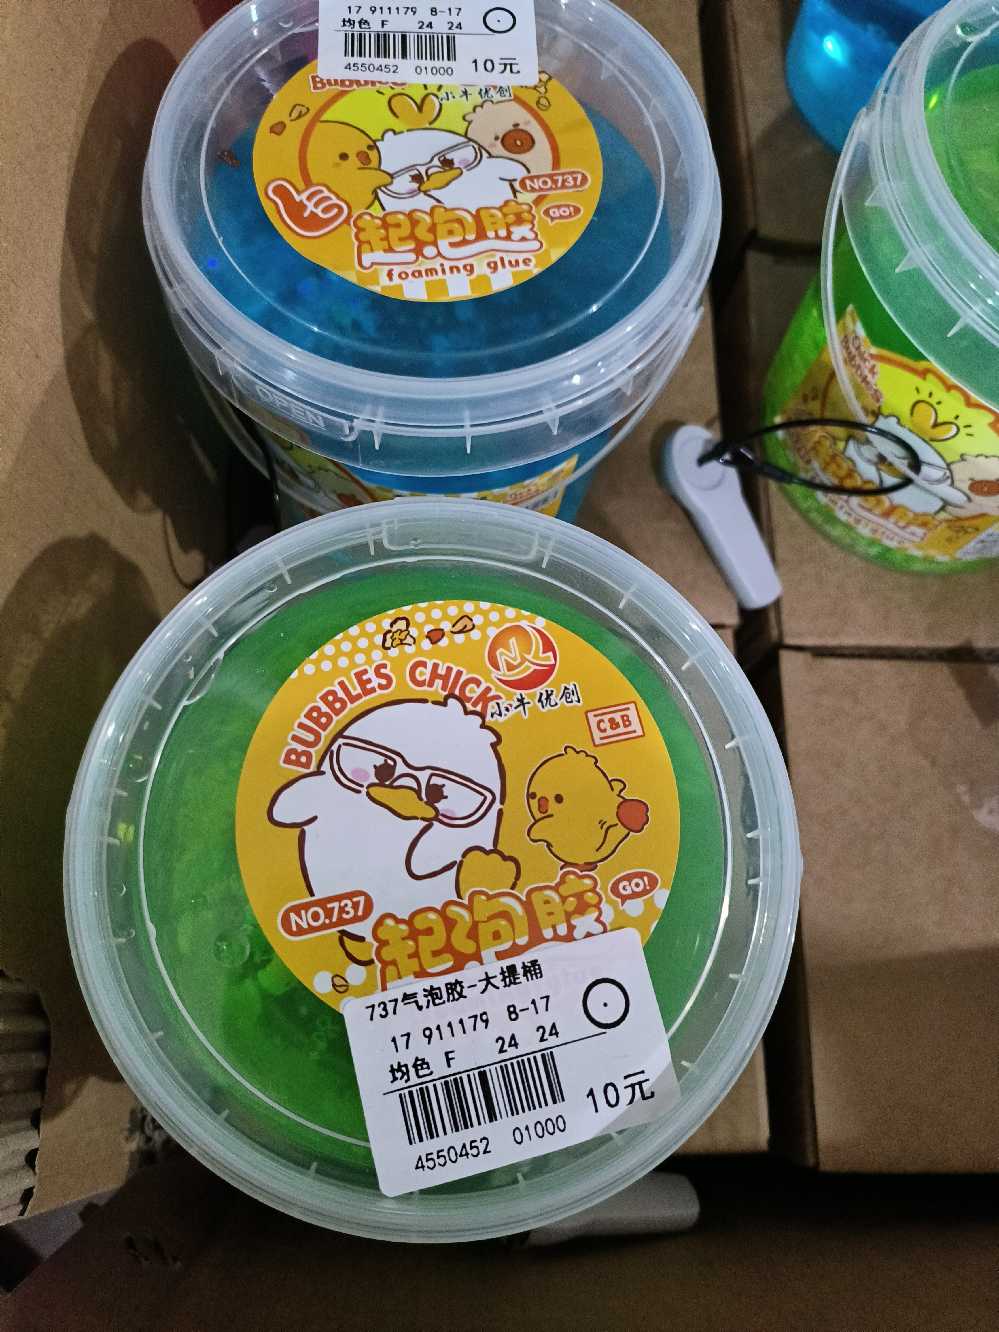 17 911179 8-17
均色 F 24 24
4550452 01000
10元
Bubbles
小牛优创
NO.737
GO!
起泡胶
foaming glue
OPEN
BUBBLES CHICK
小牛优创
C&B
NO.737
GO!
起泡胶
737气泡胶-大提桶
17 911179 8-17
均色 F 24 24
4550452 01000
10元